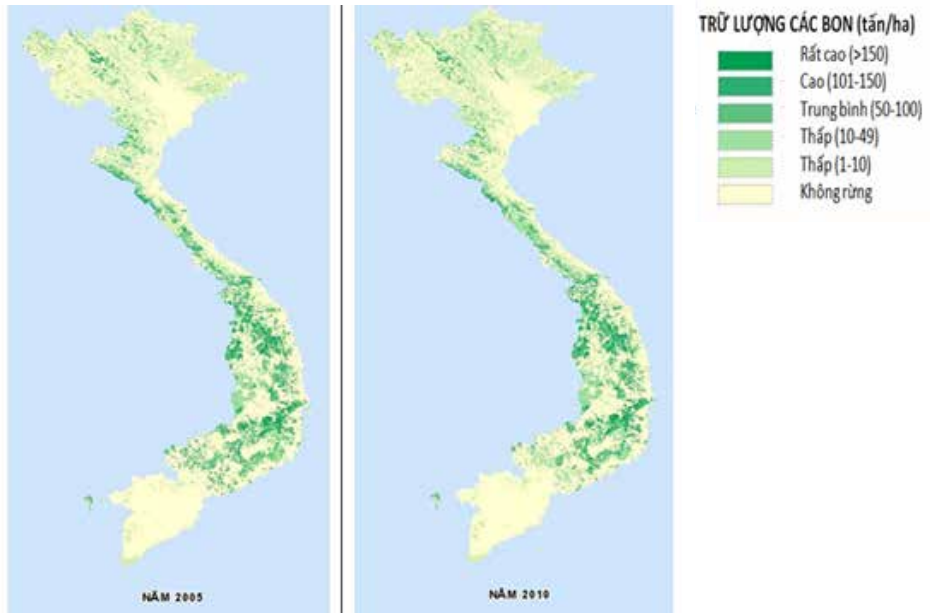 TRỮ LƯỢNG CÁC BON (tấn/ha)
Rất cao (>150)
Cao (101-150)
Trung bình (50-100)
Thấp (10-49)
Thấp (1-10)
Không rừng
NĂM 2005
NĂM 2010